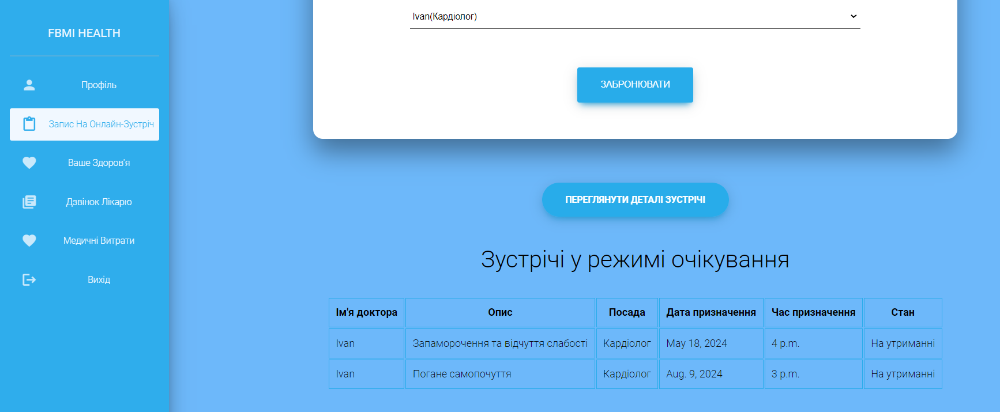 FBMI HEALTH
Профіль
Запис На Онлайн-Зустріч
Ваше Здоров'я
Дзвінок Лікарю
Медичні Витрати
Вихід
Ivan(Кардіолог)
ЗАБРОНЮВАТИ
ПЕРЕГЛЯНУТИ ДЕТАЛІ ЗУСТРІЧІ
Зустрічі у режимі очікування
Ім'я доктора Опис Посада Дата призначення Час призначення Стан
Ivan Запаморочення та відчуття слабості Кардіолог May 18, 2024 4 p.m. На утриманні
Ivan Погане самопочуття Кардіолог Aug. 9, 2024 3 p.m. На утриманні